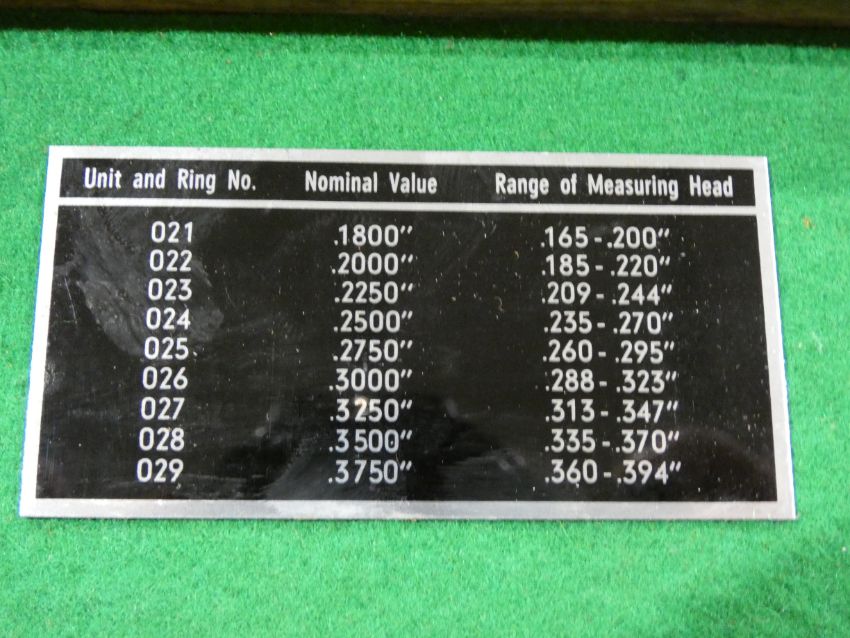 Unit and Ring No. Nominal Value Range of Measuring Head
021 .1800" .165-.200"
022 .2000" .185-.220"
023 .2250" .209-.244"
024 .2500" .235-.270"
025 .2750" .260-.295"
026 .3000" .288-.323"
027 .3250" .313-.347"
028 .3500" .335-.370"
029 .3750" .360-.394"